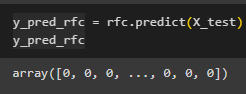 y_pred_rfc = rfc.predict(X_test)
y_pred_rfc
array([0, 0, 0, ..., 0, 0, 0])